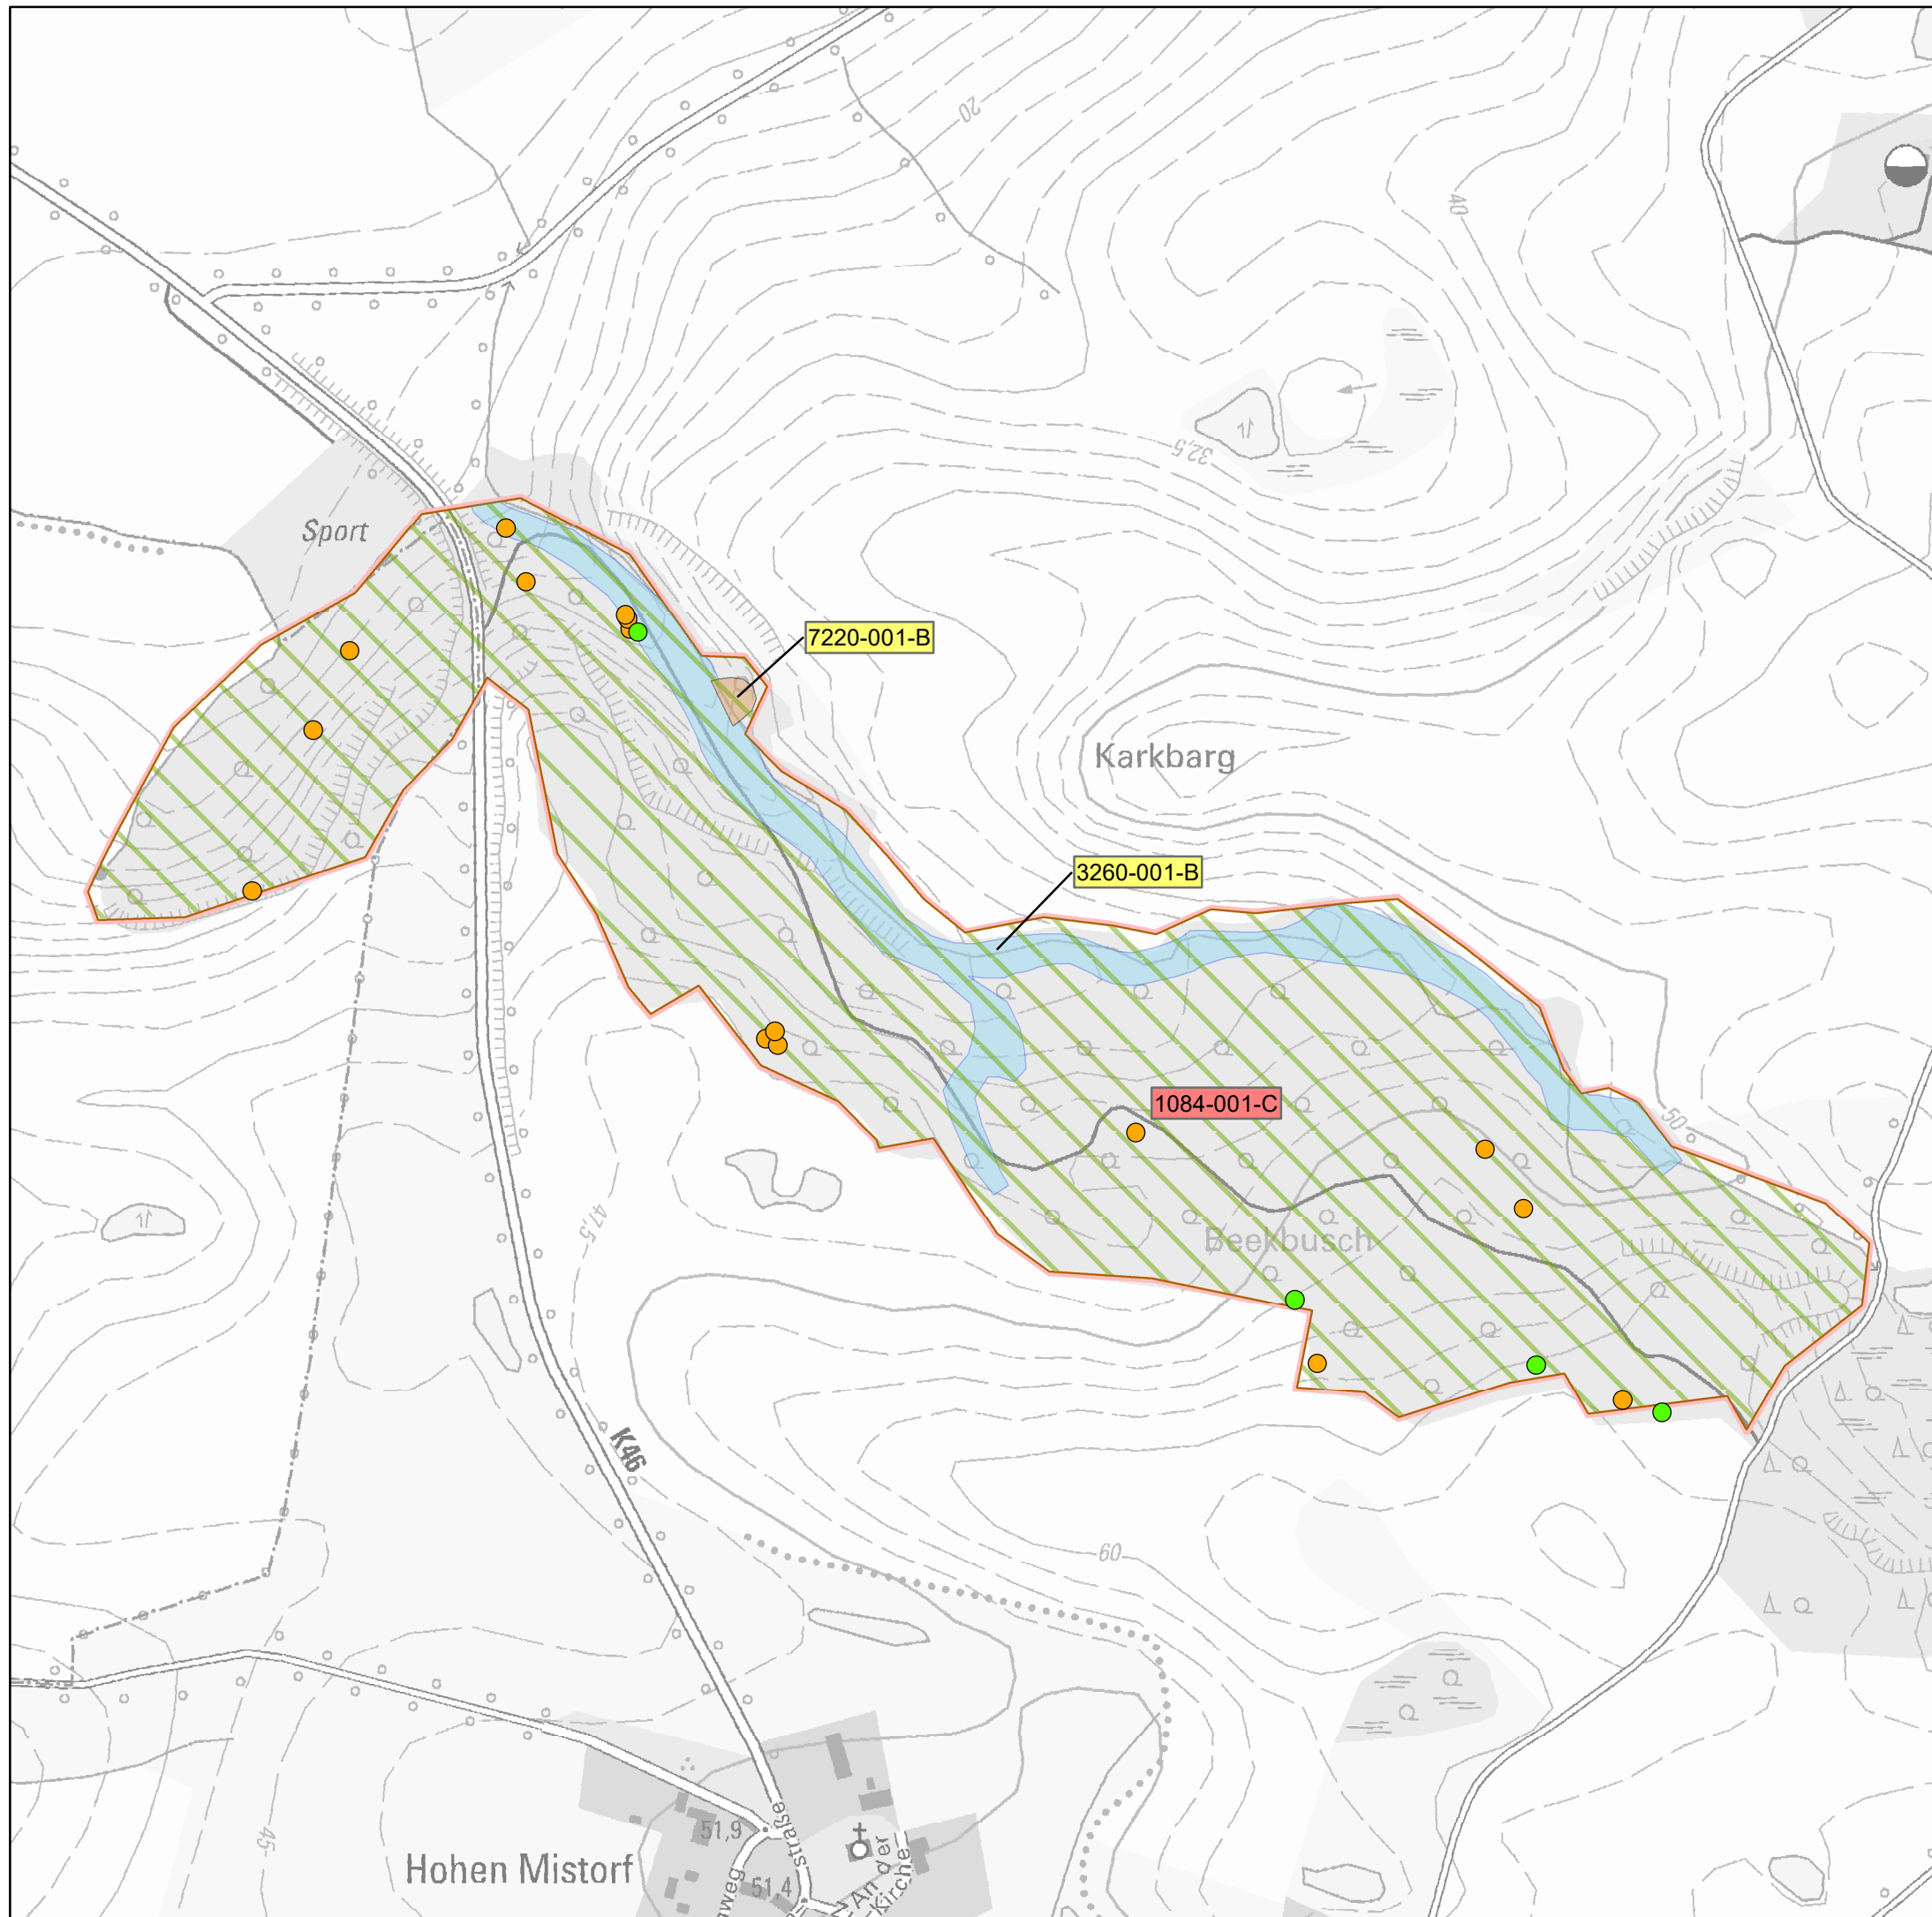 20
40
32,5
Sport
7220-001-B
Karkbarg
3260-001-B
1084-001-C
50
47,5
Beekbusch
K46
60
51,9
straße
45
Hohen Mistorf
51,4
nweg
An der
Kirche